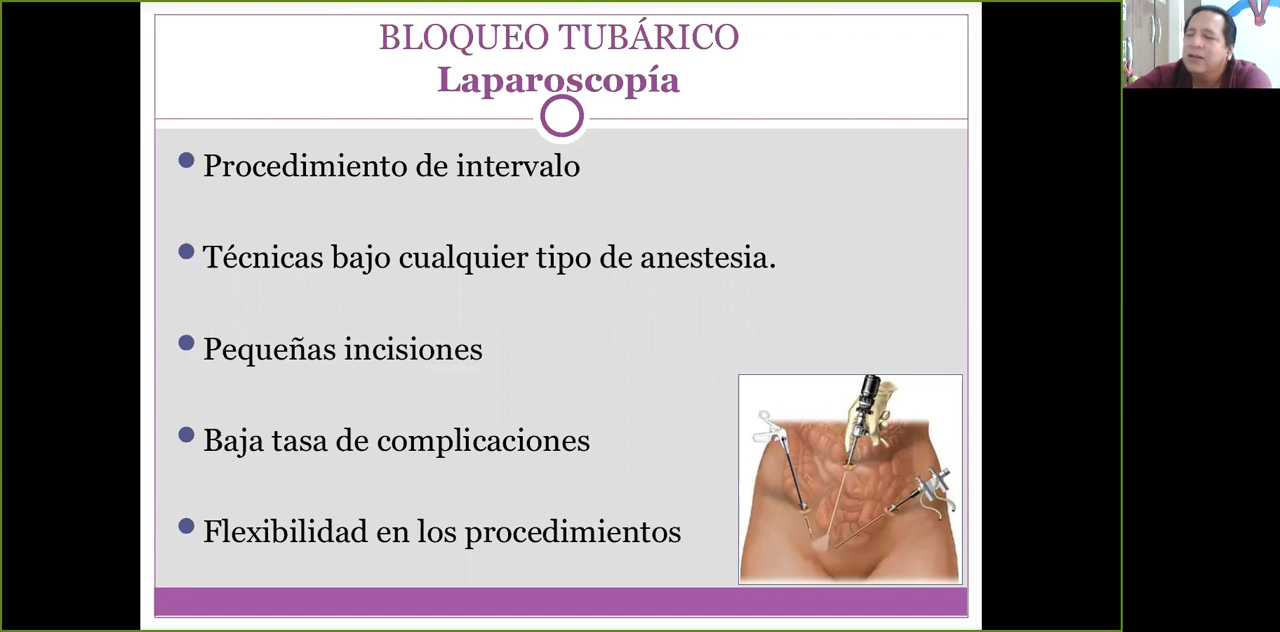 BLOQUEO TUBÁRICO
Laparoscopía
Procedimiento de intervalo
Técnicas bajo cualquier tipo de anestesia.
Pequeñas incisiones
Baja tasa de complicaciones
Flexibilidad en los procedimientos